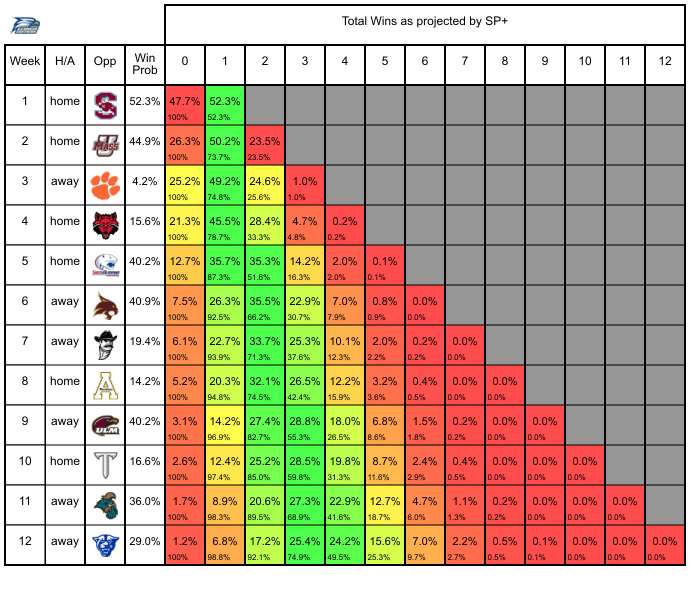 Total Wins as projected by SP+
Week H/A Opp Win Prob 0 1 2 3 4 5 6 7 8 9 10 11 12
1 home S 52.3% 47.7% 52.3%
100% 52.3%
2 home U MASS 44.9% 26.3% 50.2% 23.5%
100% 73.7% 23.5%
3 away 4.2% 25.2% 49.2% 24.6% 1.0%
100% 74.8% 25.6% 1.0%
4 home 15.6% 21.3% 45.5% 28.4% 4.7% 0.2%
100% 78.7% 33.3% 4.8% 0.2%
5 home 40.2% 12.7% 35.7% 35.3% 14.2% 2.0% 0.1%
100% 87.3% 51.6% 16.3% 2.0% 0.1%
6 away 40.9% 7.5% 26.3% 35.5% 22.9% 7.0% 0.8% 0.0%
100% 92.5% 66.2% 30.7% 7.9% 0.9% 0.0%
7 away 19.4% 6.1% 22.7% 33.7% 25.3% 10.1% 2.0% 0.2% 0.0%
100% 93.9% 71.3% 37.6% 12.3% 2.2% 0.2% 0.0%
8 home A 14.2% 5.2% 20.3% 32.1% 26.5% 12.2% 3.2% 0.4% 0.0% 0.0%
100% 94.8% 74.5% 42.4% 15.9% 3.6% 0.5% 0.0% 0.0%
9 away ULM 40.2% 3.1% 14.2% 27.4% 28.8% 18.0% 6.8% 1.5% 0.2% 0.0% 0.0%
100% 96.9% 82.7% 55.3% 26.5% 8.6% 1.8% 0.2% 0.0% 0.0%
10 home T 16.6% 2.6% 12.4% 25.2% 28.5% 19.8% 8.7% 2.4% 0.4% 0.0% 0.0% 0.0%
100% 97.4% 85.0% 59.8% 31.3% 11.6% 2.9% 0.5% 0.0% 0.0% 0.0%
11 away 36.0% 1.7% 8.9% 20.6% 27.3% 22.9% 12.7% 4.7% 1.1% 0.2% 0.0% 0.0% 0.0%
100% 98.3% 89.5% 68.9% 41.6% 18.7% 6.0% 1.3% 0.2% 0.0% 0.0% 0.0%
12 away 29.0% 1.2% 6.8% 17.2% 25.4% 24.2% 15.6% 7.0% 2.2% 0.5% 0.1% 0.0% 0.0% 0.0%
100% 98.8% 92.1% 74.9% 49.5% 25.3% 9.7% 2.7% 0.5% 0.1% 0.0% 0.0% 0.0%